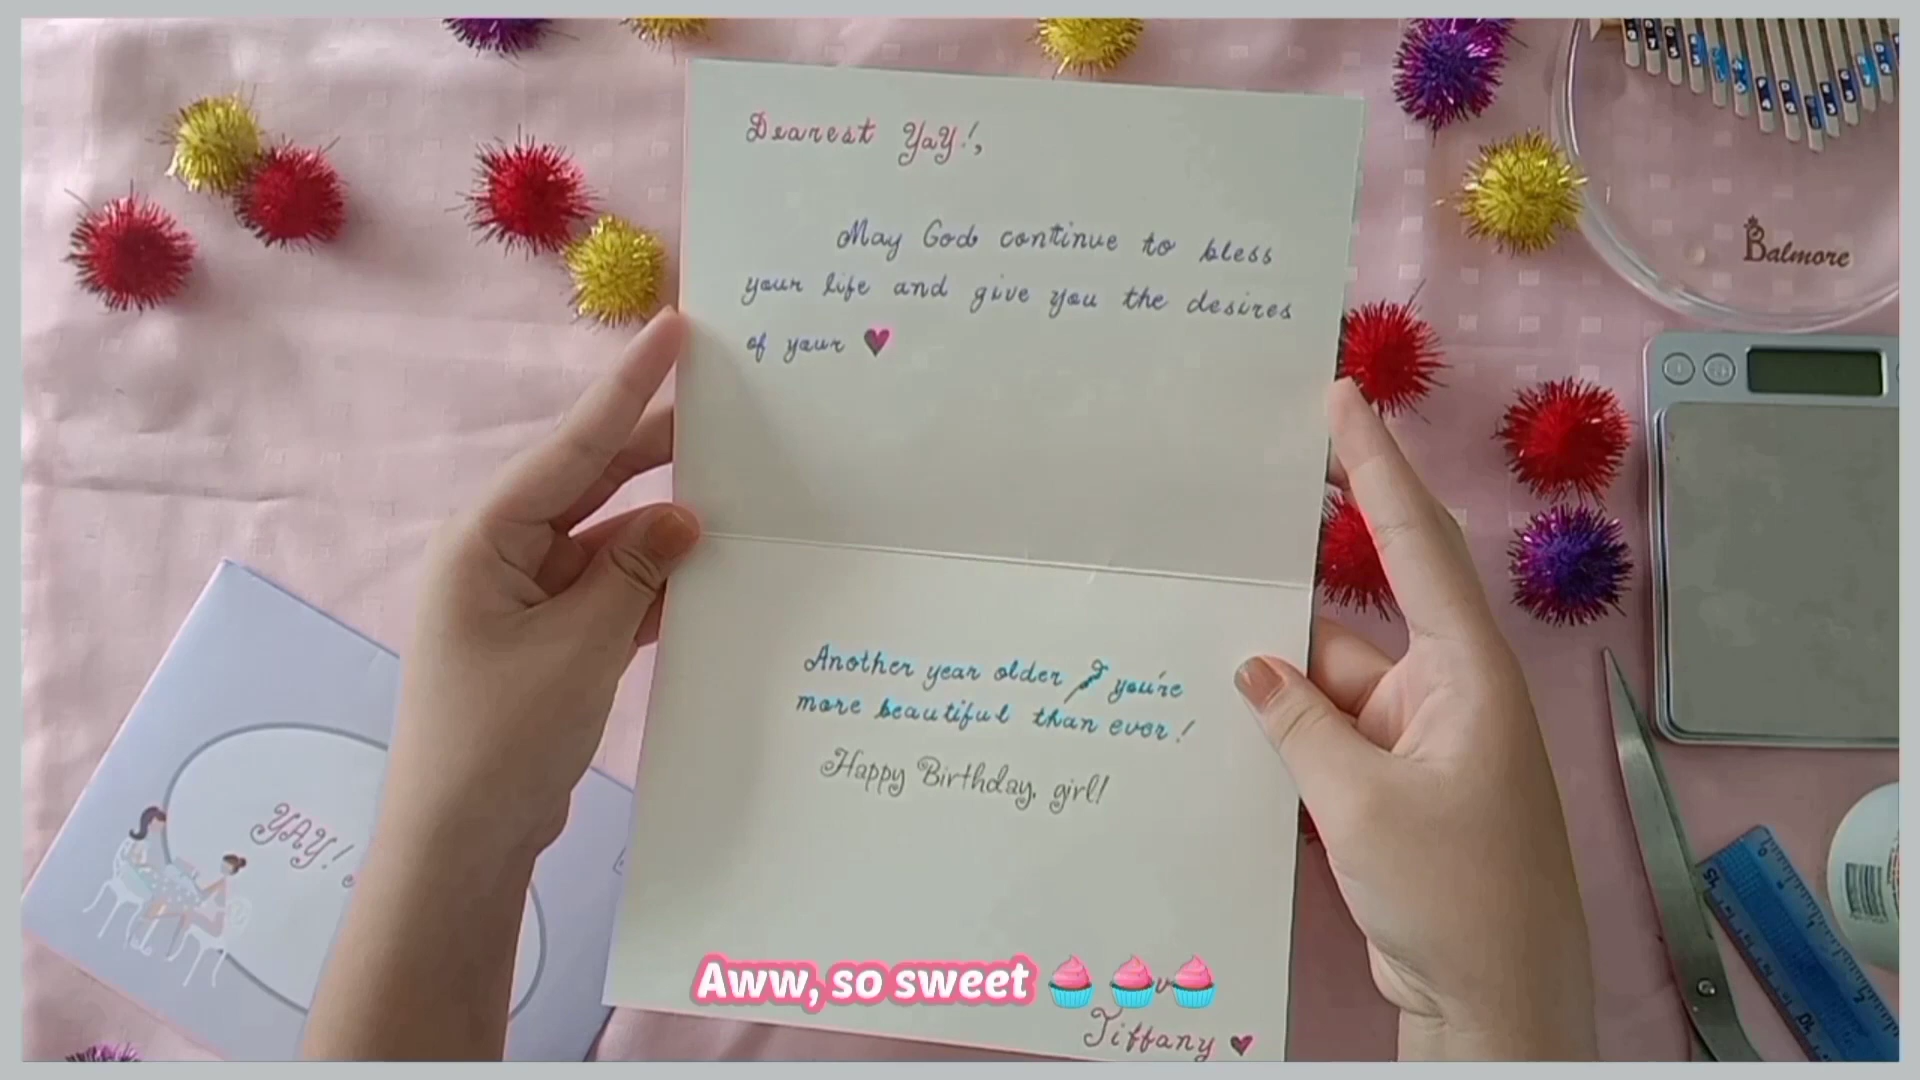 Dearest YaY!,
May God continue to bless
your life and give you the desires
of your ♥
Another year older & you're
more beautiful than ever!
Happy Birthday, girl!
Tiffany ♥
Aww, so sweet 🧁 🧁 🧁
YAY!
Balmore